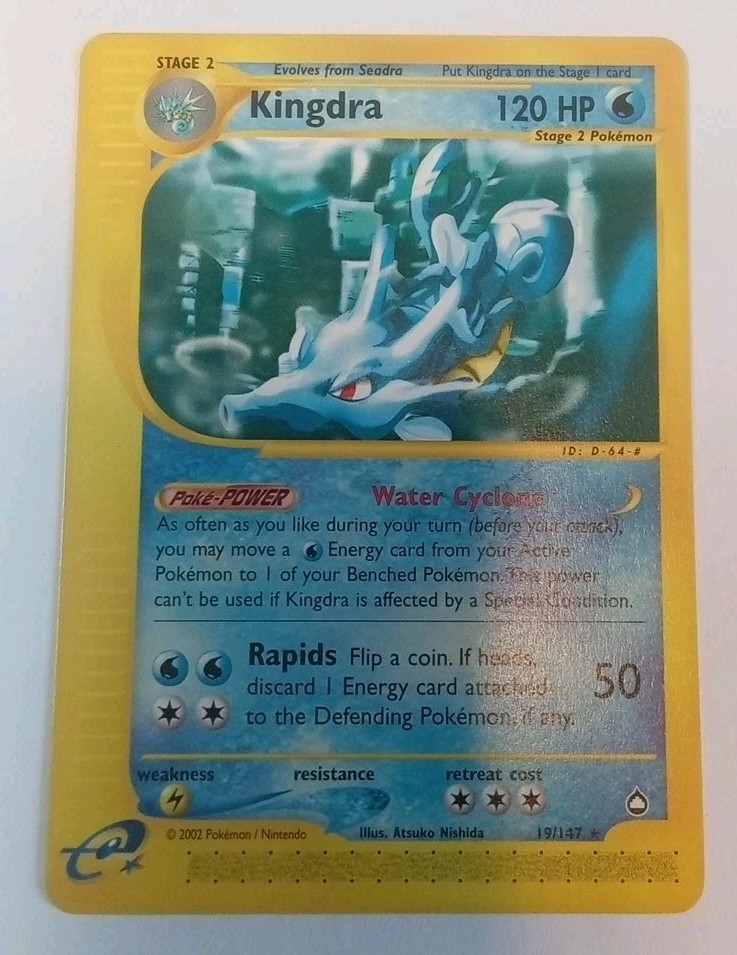 STAGE 2
Evolves from Seadra Put Kingdra on the Stage 1 card
Kingdra 120 HP
Stage 2 Pokémon
ID: D-64-#
Poké-POWER Water Cyclone
As often as you like during your turn (before your attack),
you may move a Energy card from your Active
Pokémon to 1 of your Benched Pokémon. This power
can't be used if Kingdra is affected by a Special Condition.
Rapids Flip a coin. If heads,
discard 1 Energy card attached
to the Defending Pokémon, if any.
50
weakness resistance retreat cost
© 2002 Pokémon / Nintendo Illus. Atsuko Nishida 19/147
e